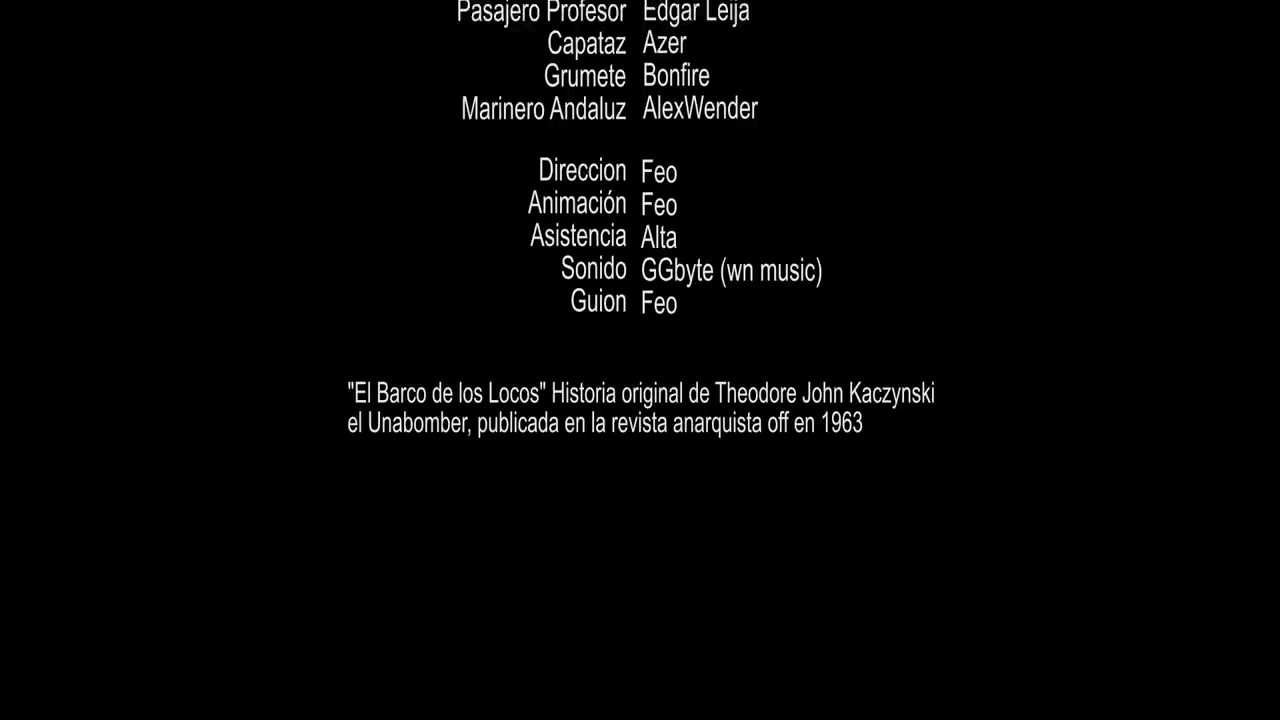 Pasajero Profesor Edgar Leija
Capataz Azer
Grumete Bonfire
Marinero Andaluz AlexWender
Direccion Feo
Animación Feo
Asistencia Alta
Sonido GGbyte (wn music)
Guion Feo
"El Barco de los Locos" Historia original de Theodore John Kaczynski
el Unabomber, publicada en la revista anarquista off en 1963